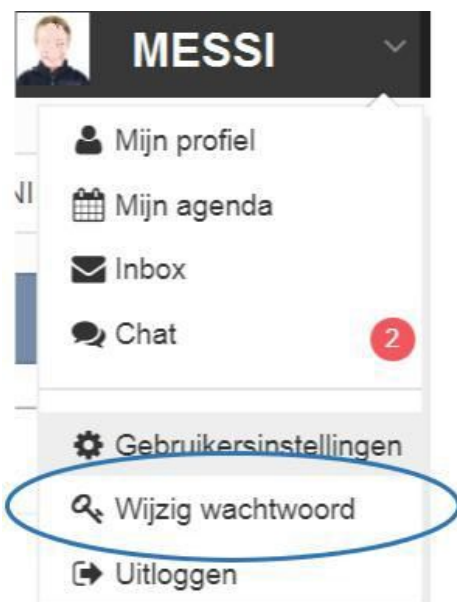 MESSI
Mijn profiel
Mijn agenda
Inbox
Chat 2
Gebruikersinstellingen
Wijzig wachtwoord
Uitloggen